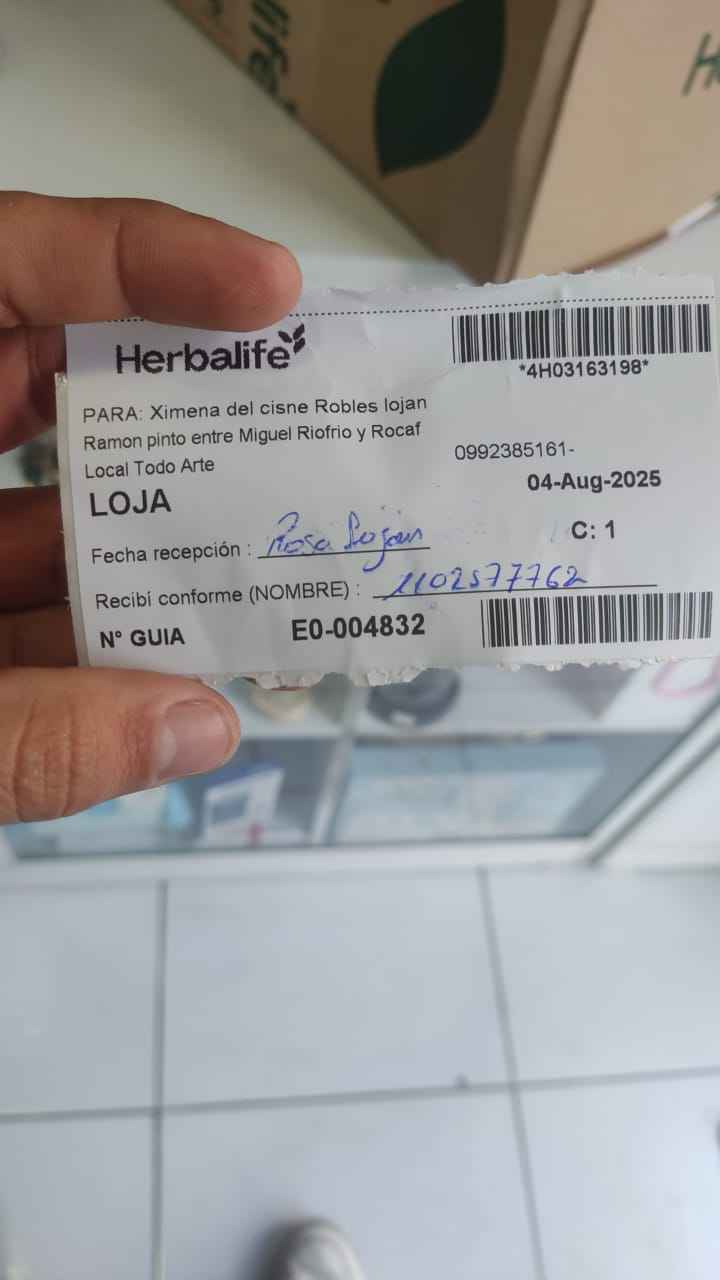 Herbalife
*4H03163198*
PARA: Ximena del cisne Robles lojan
Ramon pinto entre Miguel Riofrio y Rocaf
0992385161-
Local Todo Arte
04-Aug-2025
LOJA
C: 1
Fecha recepción : Rosa Lojan
Recibí conforme (NOMBRE) : 1102577762
N° GUIA E0-004832